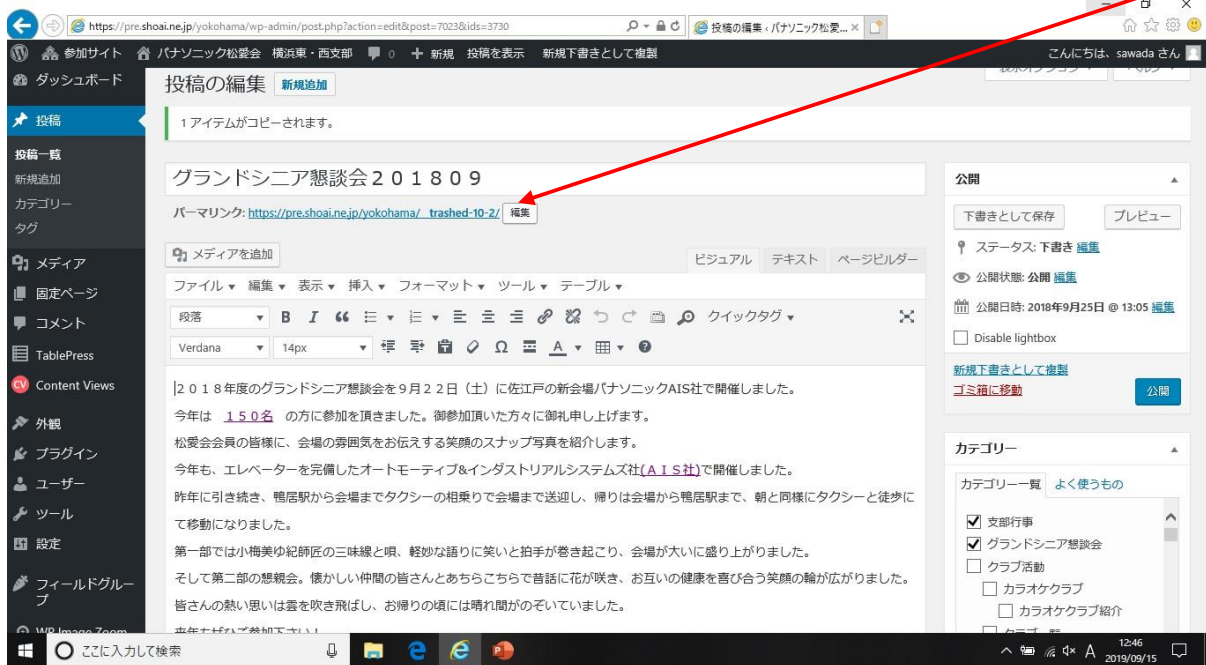 https://pre.shoai.ne.jp/yokohama/wp-admin/post.php?action=edit&post=7023&ids=3730
投稿の編集 ‹ パナソニック松愛...
参加サイト パナソニック松愛会 横浜東・西支部 0 新規 投稿を表示 新規下書きとして複製
こんにちは、sawada さん
ダッシュボード
投稿
投稿一覧
新規追加
カテゴリー
タグ
メディア
固定ページ
コメント
TablePress
CV Content Views
外観
プラグイン
ユーザー
ツール
設定
フィールドグルー
プ
WP Image Zoom
投稿の編集 新規追加
1 アイテムがコピーされます。
グランドシニア懇談会201809
パーマリンク: https://pre.shoai.ne.jp/yokohama/__trashed-10-2/ 編集
メディアを追加
ビジュアル テキスト ページビルダー
ファイル 編集 表示 挿入 フォーマット ツール テーブル
段落 B I クイックタグ
Verdana 14px Ω A
2018年度のグランドシニア懇談会を9月22日(土)に佐江戸の新会場パナソニックAIS社で開催しました。
今年は 150名 の方に参加を頂きました。御参加頂いた方々に御礼申し上げます。
松愛会会員の皆様に、会場の雰囲気をお伝えする笑顔のスナップ写真を紹介します。
今年も、エレベーターを完備したオートモーティブ&インダストリアルシステムズ社(AIS社)で開催しました。
昨年に引き続き、鴨居駅から会場までタクシーの相乗りで会場まで送迎し、帰りは会場から鴨居駅まで、朝と同様にタクシーと徒歩に
て移動になりました。
第一部では小梅美ゆ紀師匠の三味線と唄、軽妙な語りに笑いと拍手が巻き起こり、会場が大いに盛り上がりました。
そして第二部の懇親会。懐かしい仲間の皆さんとあちらこちらで昔話に花が咲き、お互いの健康を喜び合う笑顔の輪が広がりました。
皆さんの熱い思いは雲を吹き飛ばし、お帰りの頃には晴れ間がのぞいていました。
来年もぜひご参加下さい!
公開
下書きとして保存 プレビュー
ステータス: 下書き 編集
公開状態: 公開 編集
公開日時: 2018年9月25日 @ 13:05 編集
Disable lightbox
新規下書きとして複製
ゴミ箱に移動 公開
カテゴリー
カテゴリー一覧 よく使うもの
支部行事
グランドシニア懇談会
クラブ活動
カラオケクラブ
カラオケクラブ紹介
ここに入力して検索
A 12:46
2019/09/15